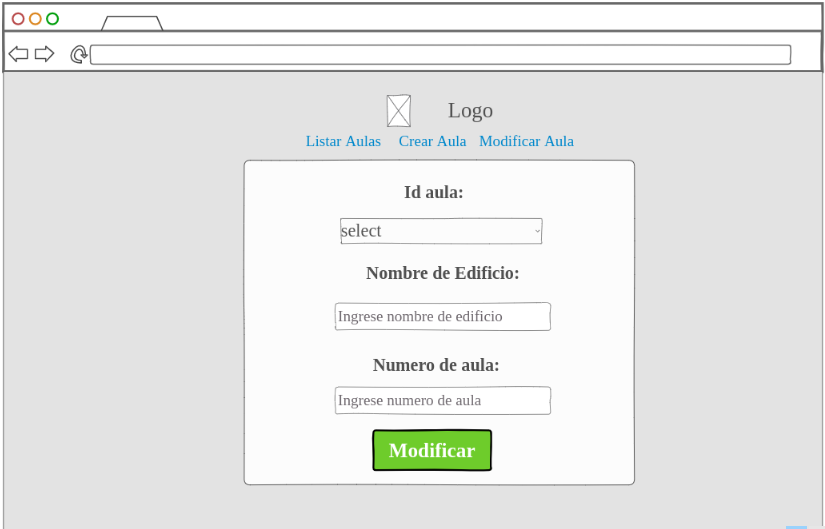 Logo
Listar Aulas Crear Aula Modificar Aula
Id aula:
select
Nombre de Edificio:
Ingrese nombre de edificio
Numero de aula:
Ingrese numero de aula
Modificar